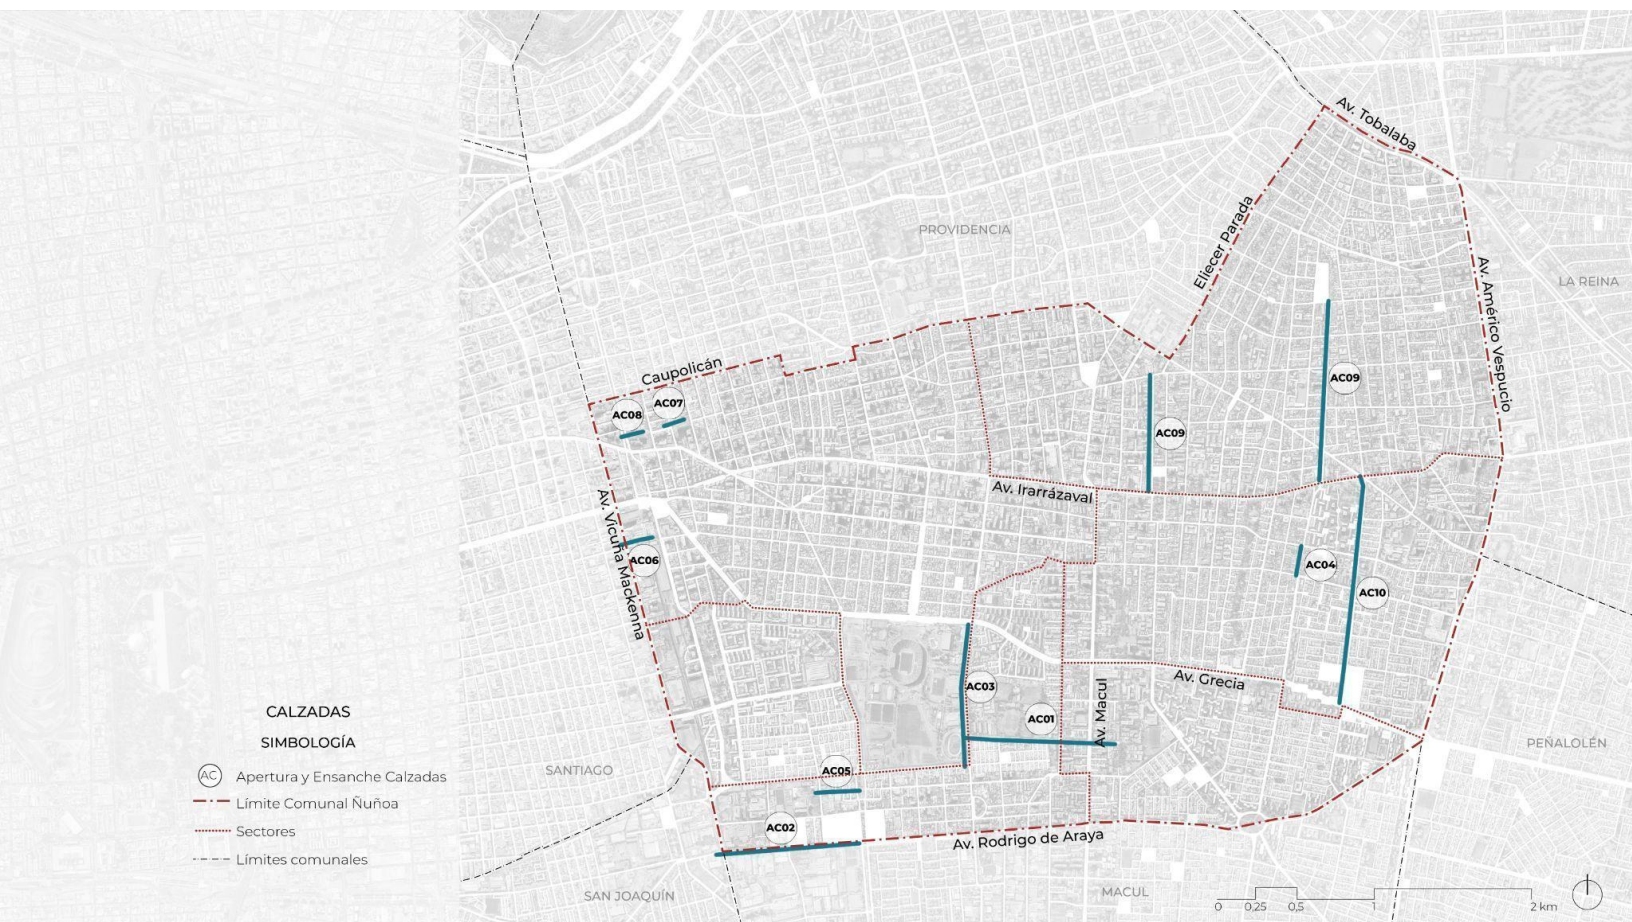 Av. Tobalaba
PROVIDENCIA
Eliecer Parada
Av. Américo Vespucio
LA REINA
Caupolicán
AC07
AC08
AC09
AC09
Av. Irarrázaval
Av. Vicuña Mackenna
AC06
AC04
AC10
AC03
Av. Grecia
Av. Macul
AC01
CALZADAS
SIMBOLOGÍA
AC
Apertura y Ensanche Calzadas
Límite Comunal Ñuñoa
Sectores
Límites comunales
SANTIAGO
AC05
PEÑALOLÉN
AC02
Av. Rodrigo de Araya
SAN JOAQUÍN
MACUL
0 0,25 0,5 1 2 km